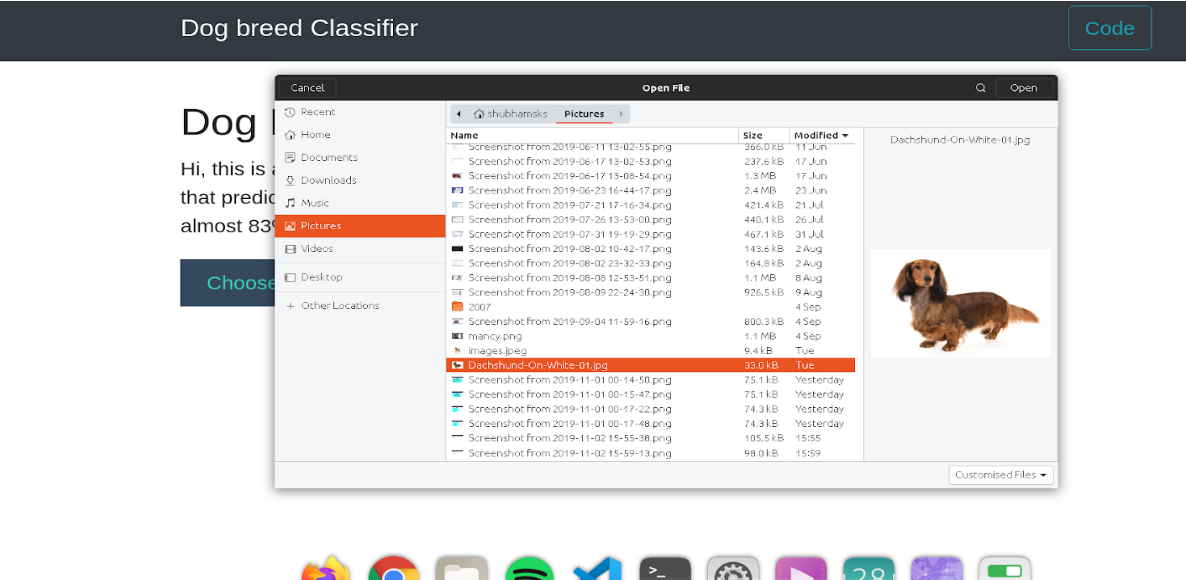 Dog breed Classifier
Code
Dog
Hi, this is
that predic
almost 83
Choose
Cancel
Open File
Open
Recent
Home
Documents
Downloads
Music
Pictures
Videos
Desktop
+ Other Locations
shubhamsks Pictures
Name Size Modified
Screenshot from 2019-06-11 13-02-55.png 366.0 kB 11 Jun
Screenshot from 2019-06-17 13-02-53.png 237.6 kB 17 Jun
Screenshot from 2019-06-17 13-08-54.png 1.3 MB 17 Jun
Screenshot from 2019-06-23 16-44-17.png 2.4 MB 23 Jun
Screenshot from 2019-07-21 17-16-34.png 421.4 kB 21 Jul
Screenshot from 2019-07-26 13-53-00.png 440.1 kB 26 Jul
Screenshot from 2019-07-31 19-19-29.png 467.1 kB 31 Jul
Screenshot from 2019-08-02 10-42-17.png 143.6 kB 2 Aug
Screenshot from 2019-08-02 23-32-33.png 164.8 kB 2 Aug
Screenshot from 2019-08-08 12-53-51.png 1.1 MB 8 Aug
Screenshot from 2019-08-09 22-24-30.png 926.5 kB 9 Aug
2007 4 Sep
Screenshot from 2019-09-04 11-59-16.png 800.3 kB 4 Sep
mancy.png 1.1 MB 4 Sep
images.jpeg 9.4 kB Tue
Dachshund-On-White-01.jpg 33.0 kB Tue
Screenshot from 2019-11-01 00-14-50.png 75.1 kB Yesterday
Screenshot from 2019-11-01 00-15-47.png 75.1 kB Yesterday
Screenshot from 2019-11-01 00-17-22.png 74.3 kB Yesterday
Screenshot from 2019-11-01 00-17-48.png 74.3 kB Yesterday
Screenshot from 2019-11-02 15-55-38.png 105.5 kB 15:55
Screenshot from 2019-11-02 15-59-13.png 98.0 kB 15:59
Dachshund-On-White-01.jpg
Customised Files
>_
28